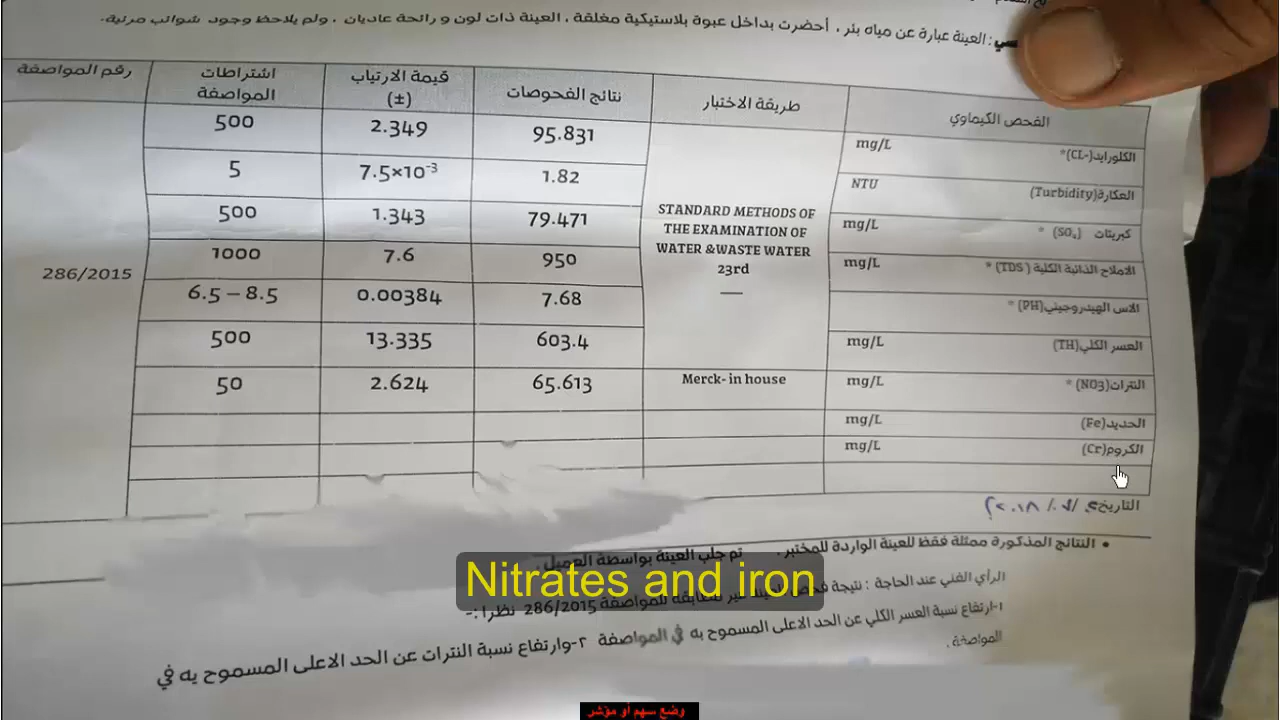 سي : العينة عبارة عن مياه بئر ، أحضرت بداخل عبوة بلاستيكية مغلقة ، العينة ذات لون و رائحة عاديان ، ولم يلاحظ وجود شوائب مرئية.
الفحص الكيماوي طريقة الاختبار نتائج الفحوصات قيمة الارتياب (±) اشتراطات المواصفة رقم المواصفة
الكلورايد(CL-)* mg/L 95.831 2.349 500
العكارة(Turbidity) NTU 1.82 7.5×10⁻³ 5
كبريتات (SO₄) * mg/L 79.471 1.343 500
STANDARD METHODS OF
THE EXAMINATION OF
WATER &WASTE WATER
23rd
الاملاح الذائبة الكلية (TDS) * mg/L 950 7.6 1000
286/2015
الاس الهيدروجيني(PH) * 7.68 0.00384 6.5 – 8.5
العسر الكلي(TH) mg/L 603.4 13.335 500
النترات(NO3) * mg/L Merck- in house 65.613 2.624 50
الحديد(Fe) mg/L
الكروم(Cr) mg/L
التاريخ
• النتائج المذكورة ممثلة فقط للعينة الواردة للمختبر . تم جلب العينة بواسطة العميل .
Nitrates and iron
الرأي الفني عند الحاجة : نتيجة فحص للمواصفة 286/2015 نظرا :-
١-ارتفاع نسبة العسر الكلي عن الحد الاعلى المسموح به في المواصفة ٢-وارتفاع نسبة النترات عن الحد الاعلى المسموح به في
المواصفة .
وضع سهم أو مؤشر